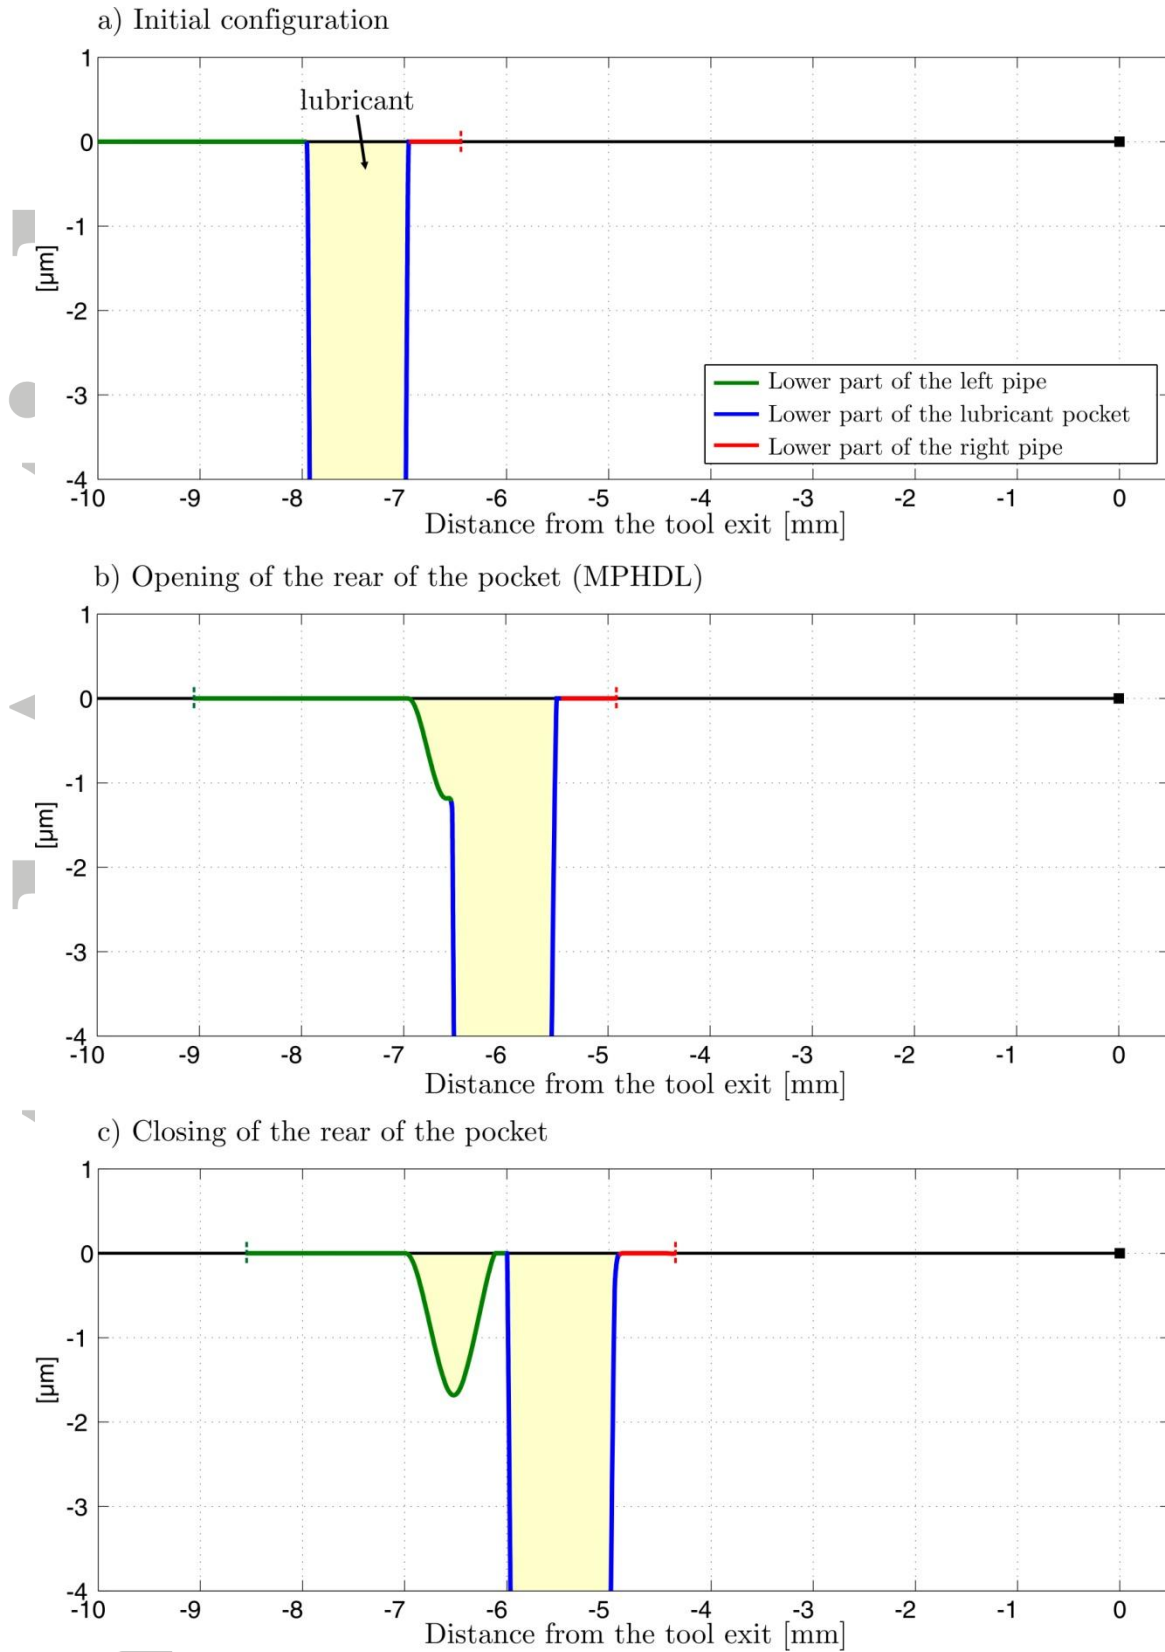 a) Initial configuration
1
lubricant
0
-1
[µm]
-2
-3
Lower part of the left pipe
Lower part of the lubricant pocket
Lower part of the right pipe
-4
-10 -9 -8 -7 -6 -5 -4 -3 -2 -1 0
Distance from the tool exit [mm]
b) Opening of the rear of the pocket (MPHDL)
1
0
-1
[µm]
-2
-3
-4
-10 -9 -8 -7 -6 -5 -4 -3 -2 -1 0
Distance from the tool exit [mm]
c) Closing of the rear of the pocket
1
0
-1
[µm]
-2
-3
-4
-10 -9 -8 -7 -6 -5 -4 -3 -2 -1 0
Distance from the tool exit [mm]